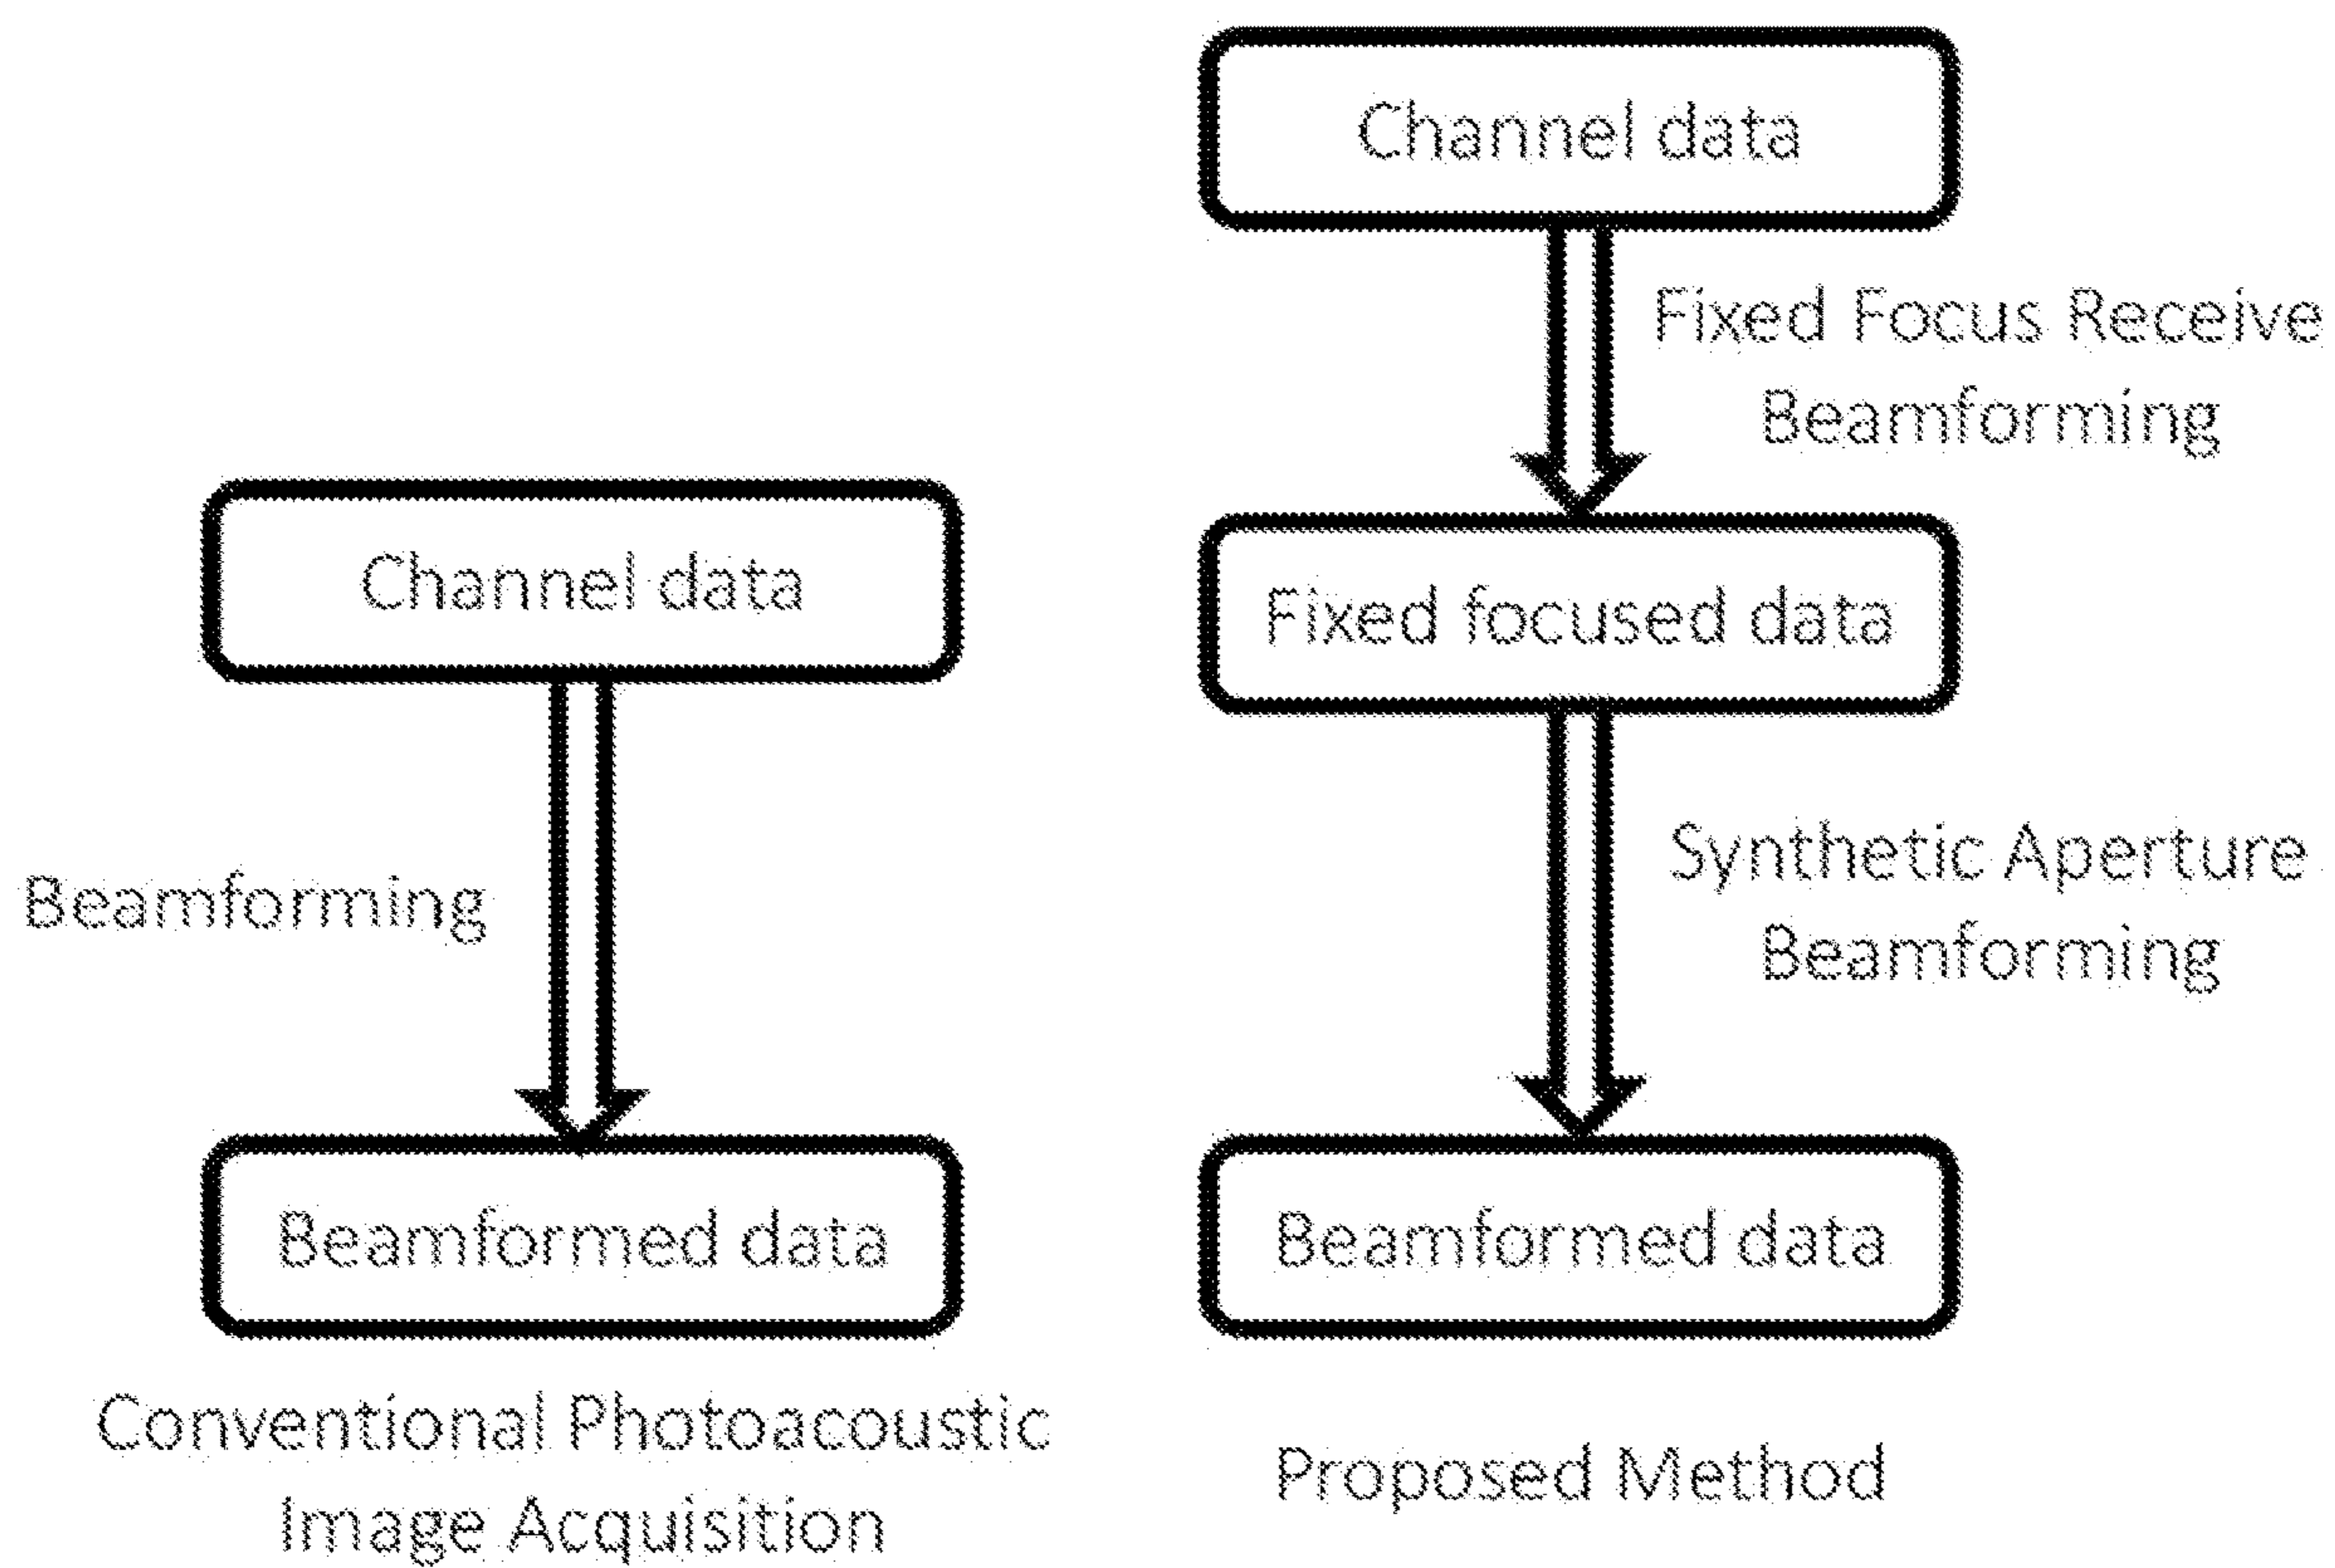 Channel data
Beamforming
Beamformed data
Conventional Photoacoustic
Image Acquisition
Channel data
Fixed Focus Receive
Beamforming
Fixed focused data
Synthetic Aperture
Beamforming
Beamformed data
Proposed Method